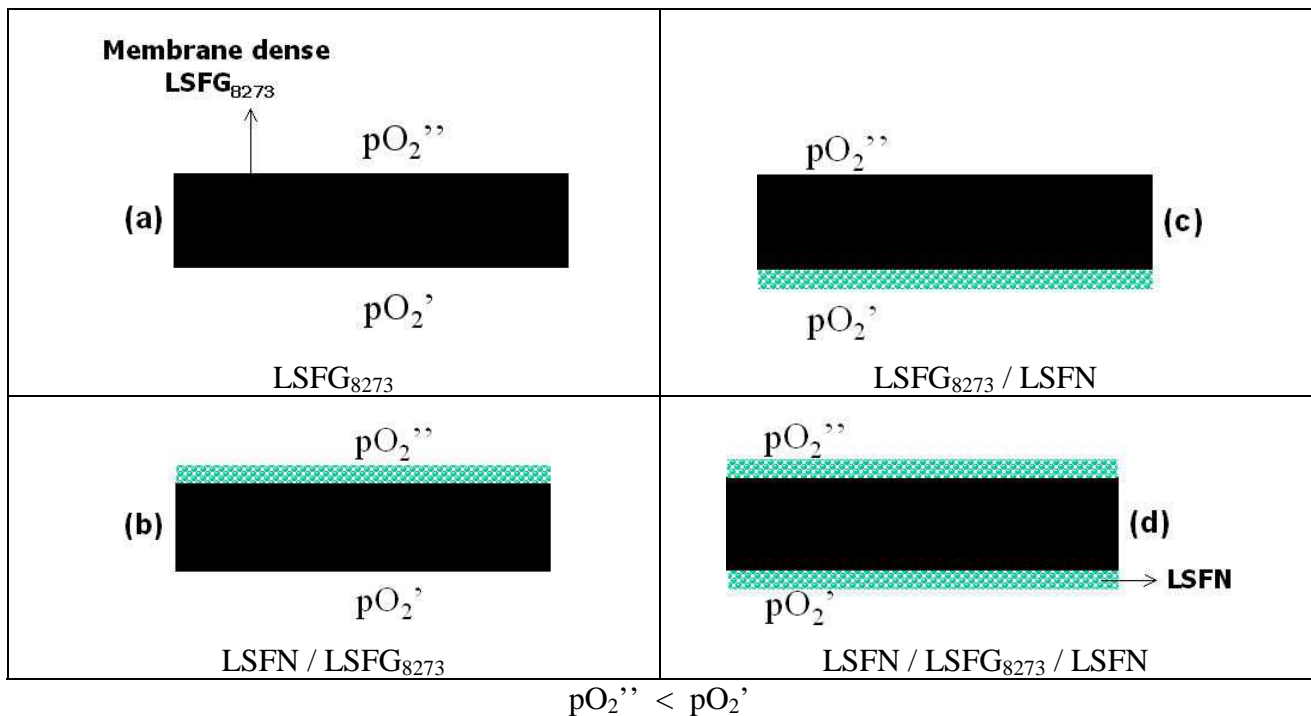 Membrane dense
LSFG₈₂₇₃
pO₂’’
(a)
pO₂’
LSFG₈₂₇₃
pO₂’’
(c)
pO₂’
LSFG₈₂₇₃ / LSFN
pO₂’’
(b)
pO₂’
LSFN / LSFG₈₂₇₃
pO₂’’
(d)
LSFN
pO₂’
LSFN / LSFG₈₂₇₃ / LSFN
pO₂’’ < pO₂’